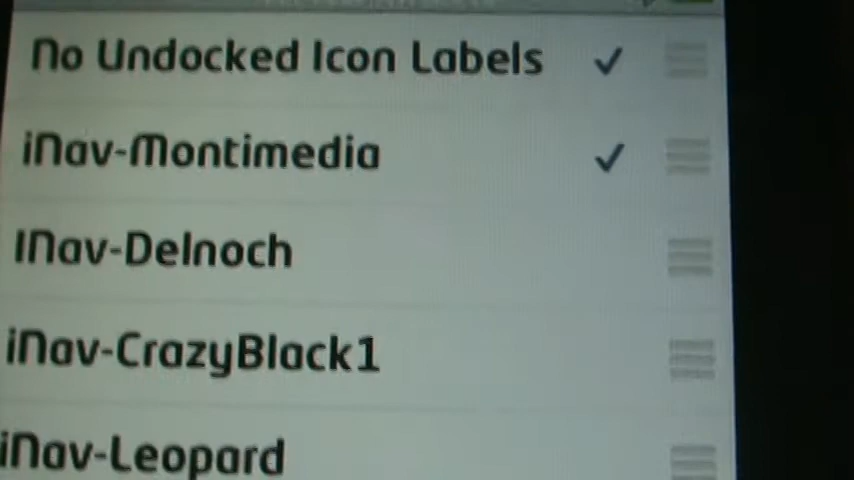 No Undocked Icon Labels
iNav-Montimedia
INav-Delnoch
iNav-CrazyBlack1
iNav-Leopard